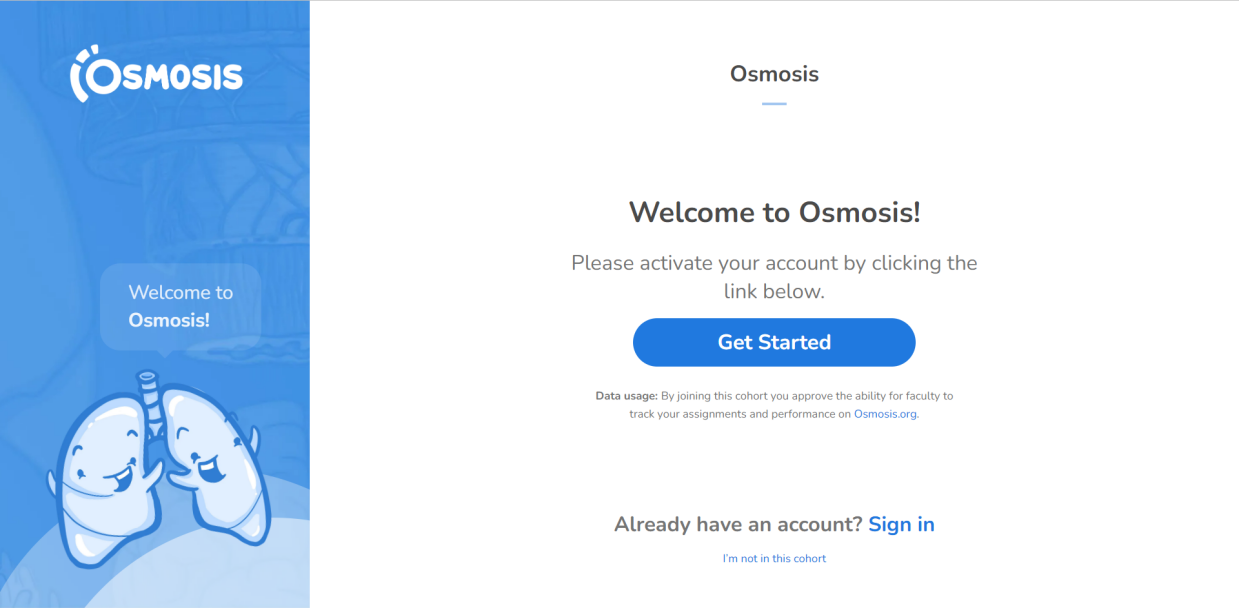 OSMOSIS
Welcome to
Osmosis!
Osmosis
Welcome to Osmosis!
Please activate your account by clicking the
link below.
Get Started
Data usage: By joining this cohort you approve the ability for faculty to
track your assignments and performance on Osmosis.org.
Already have an account? Sign in
I'm not in this cohort